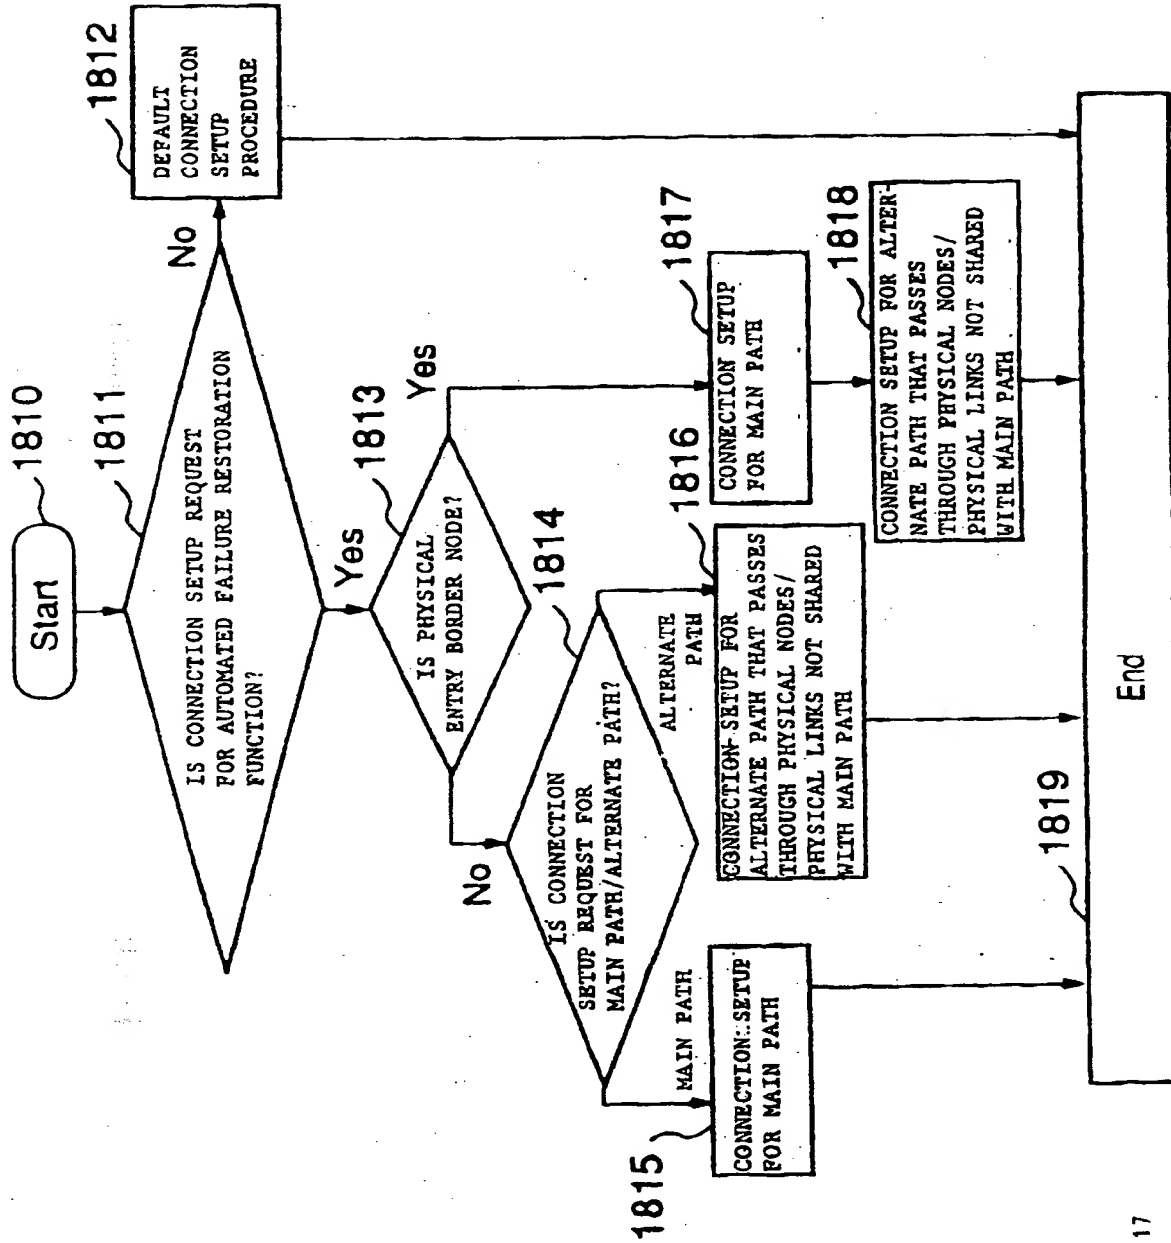 1810
Start
1811
IS CONNECTION SETUP REQUEST
FOR AUTOMATED FAILURE RESTORATION
FUNCTION?
No
1812
DEFAULT
CONNECTION
SETUP
PROCEDURE
Yes
1813
IS PHYSICAL
ENTRY BORDER NODE?
Yes
No
1814
IS CONNECTION
SETUP REQUEST FOR
MAIN PATH/ALTERNATE PATH?
MAIN PATH
ALTERNATE
PATH
1815
CONNECTION SETUP
FOR MAIN PATH
1816
CONNECTION SETUP FOR
ALTERNATE PATH THAT PASSES
THROUGH PHYSICAL NODES/
PHYSICAL LINKS NOT SHARED
WITH MAIN PATH
1817
CONNECTION SETUP
FOR MAIN PATH
1818
CONNECTION SETUP FOR ALTER-
NATE PATH THAT PASSES
THROUGH PHYSICAL NODES/
PHYSICAL LINKS NOT SHARED
WITH MAIN PATH
1819
End
17